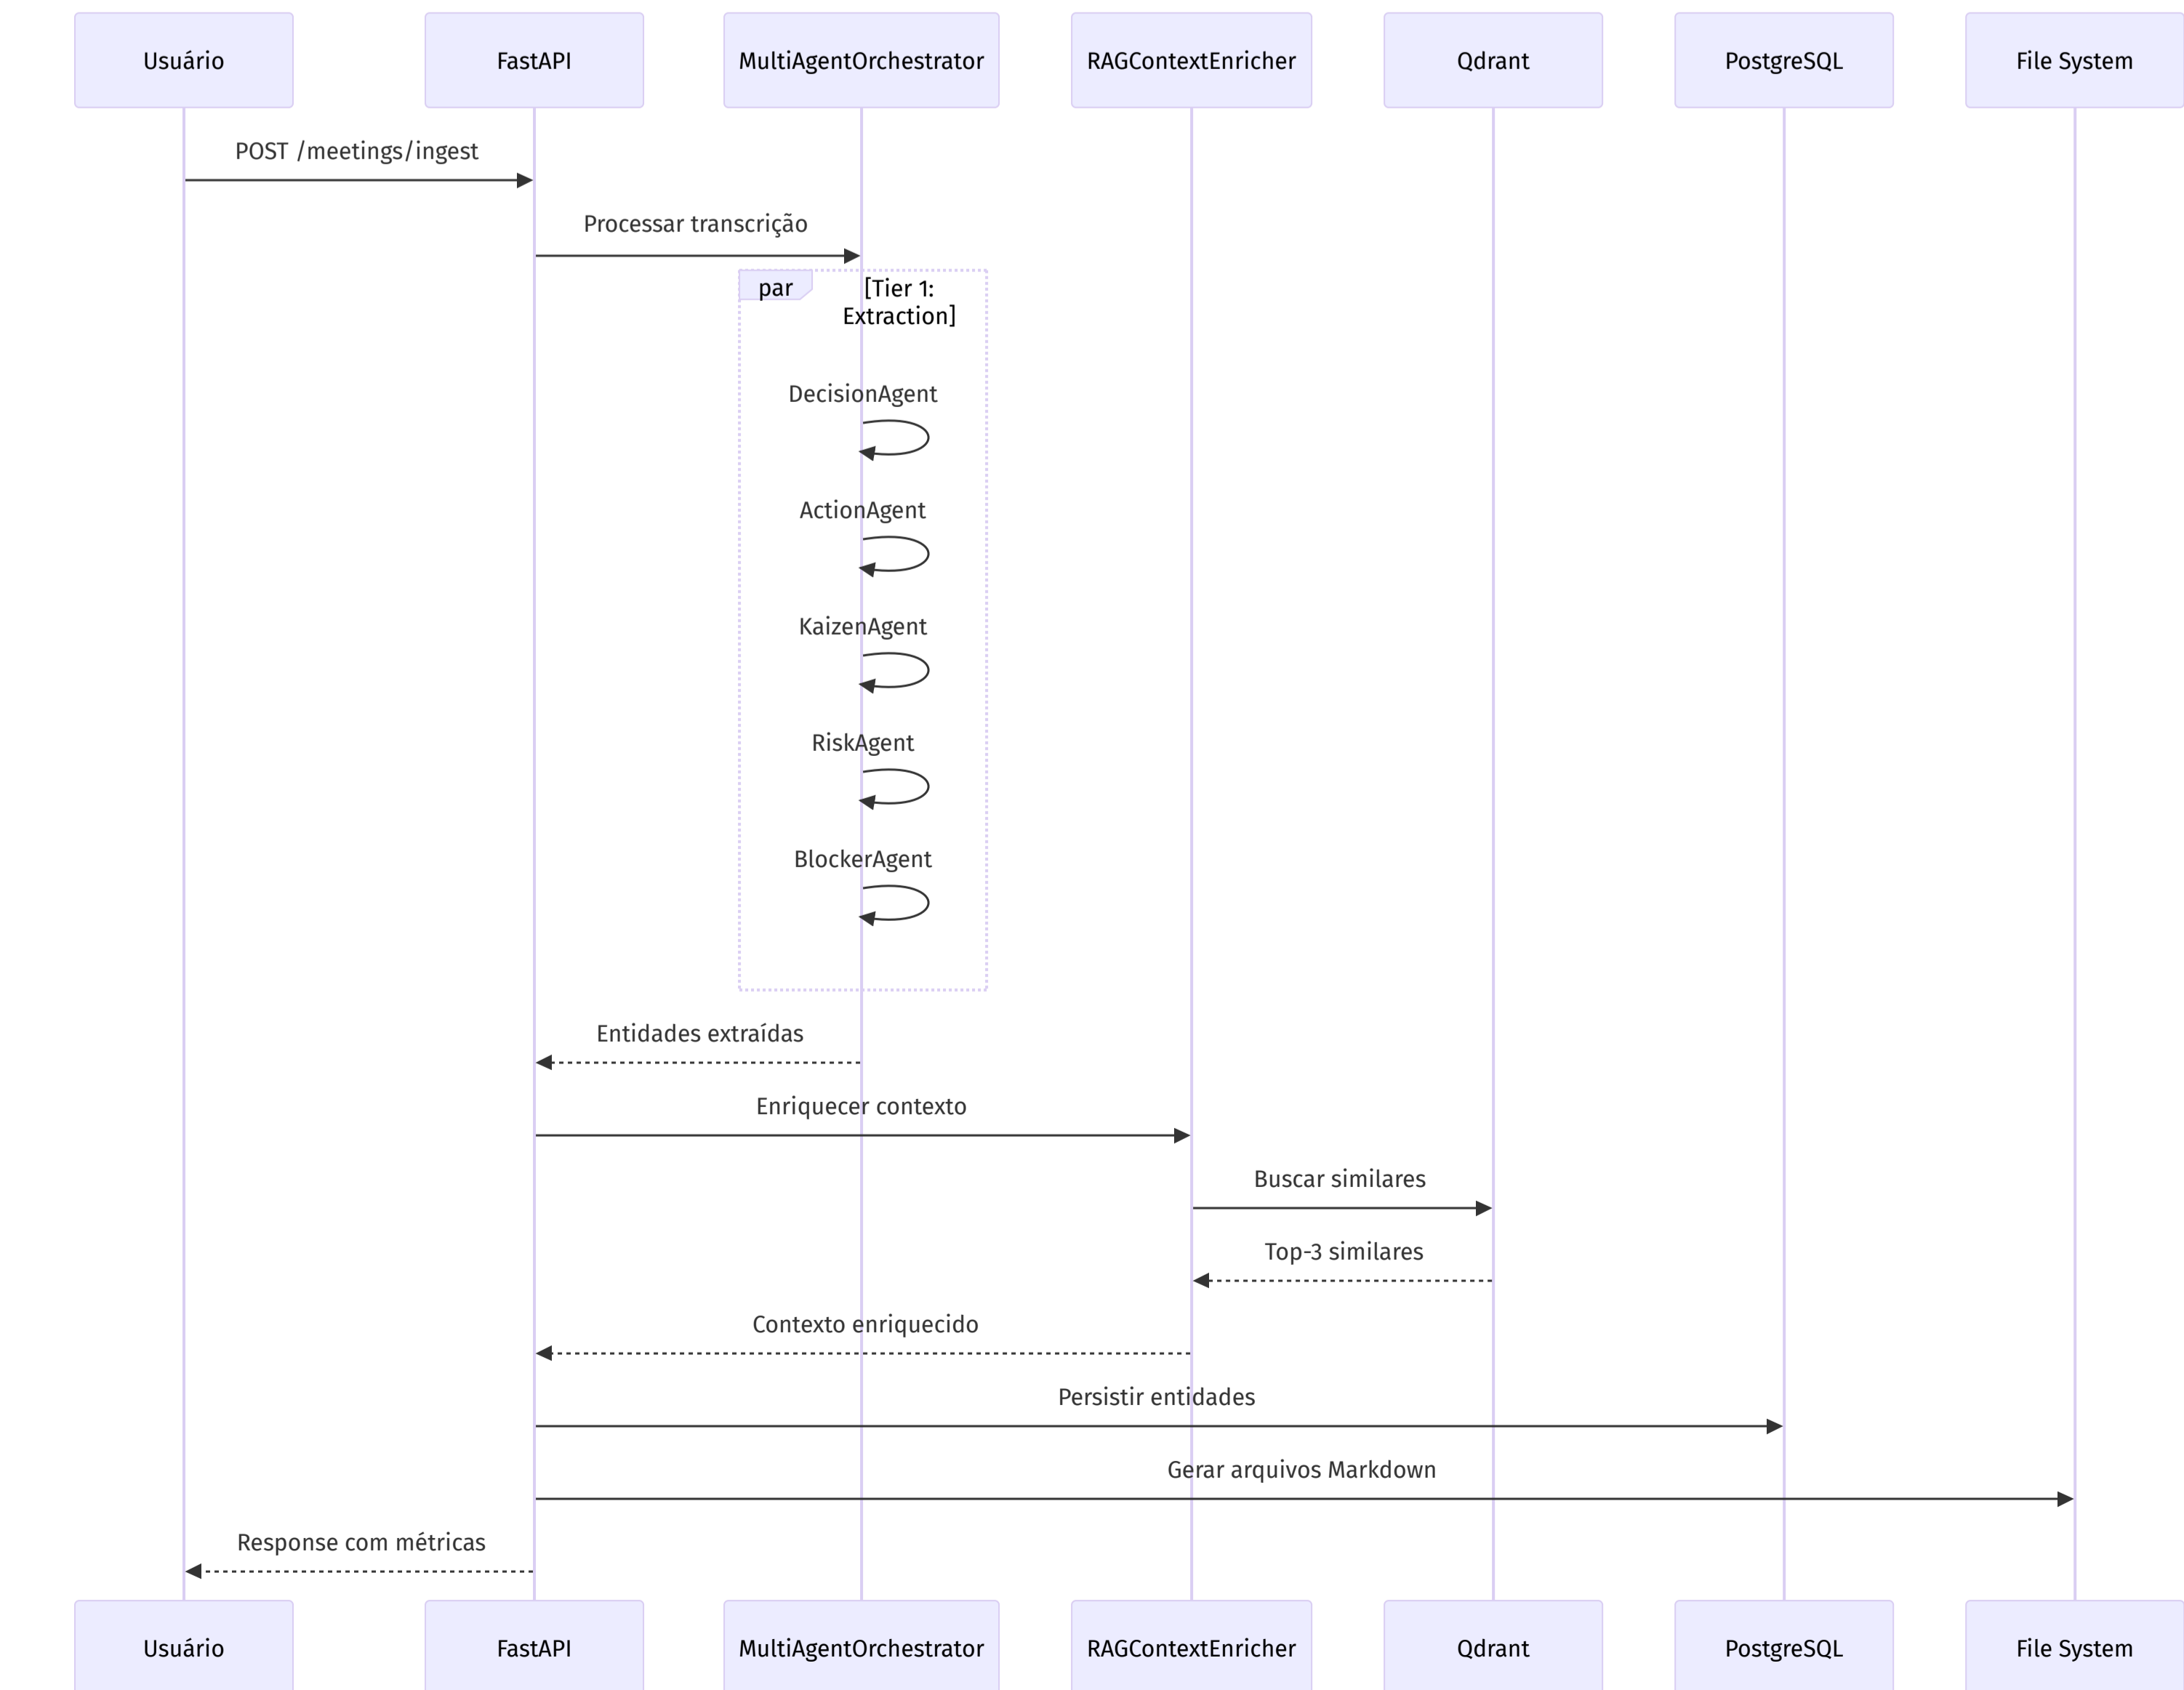 Usuário
FastAPI
MultiAgentOrchestrator
RAGContextEnricher
Qdrant
PostgreSQL
File System
POST /meetings/ingest
Processar transcrição
par
[Tier 1:
Extraction]
DecisionAgent
ActionAgent
KaizenAgent
RiskAgent
BlockerAgent
Entidades extraídas
Enriquecer contexto
Buscar similares
Top-3 similares
Contexto enriquecido
Persistir entidades
Gerar arquivos Markdown
Response com métricas
Usuário
FastAPI
MultiAgentOrchestrator
RAGContextEnricher
Qdrant
PostgreSQL
File System